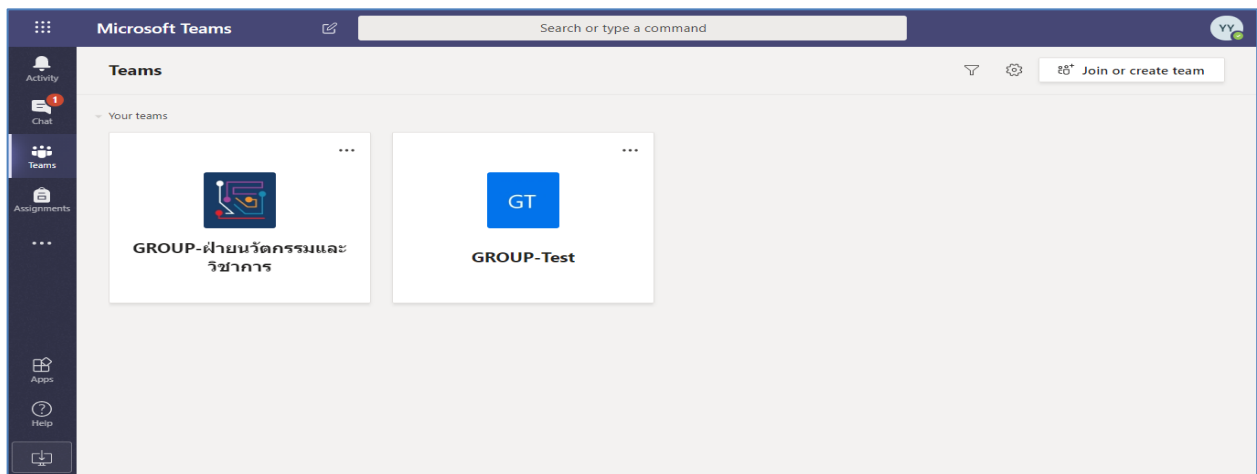 Microsoft Teams
Search or type a command
YY
Activity
1
Chat
Teams
Assignments
Apps
Help
Teams
Join or create team
Your teams
GROUP-ฝ่ายนวัตกรรมและ
วิชาการ
GT
GROUP-Test